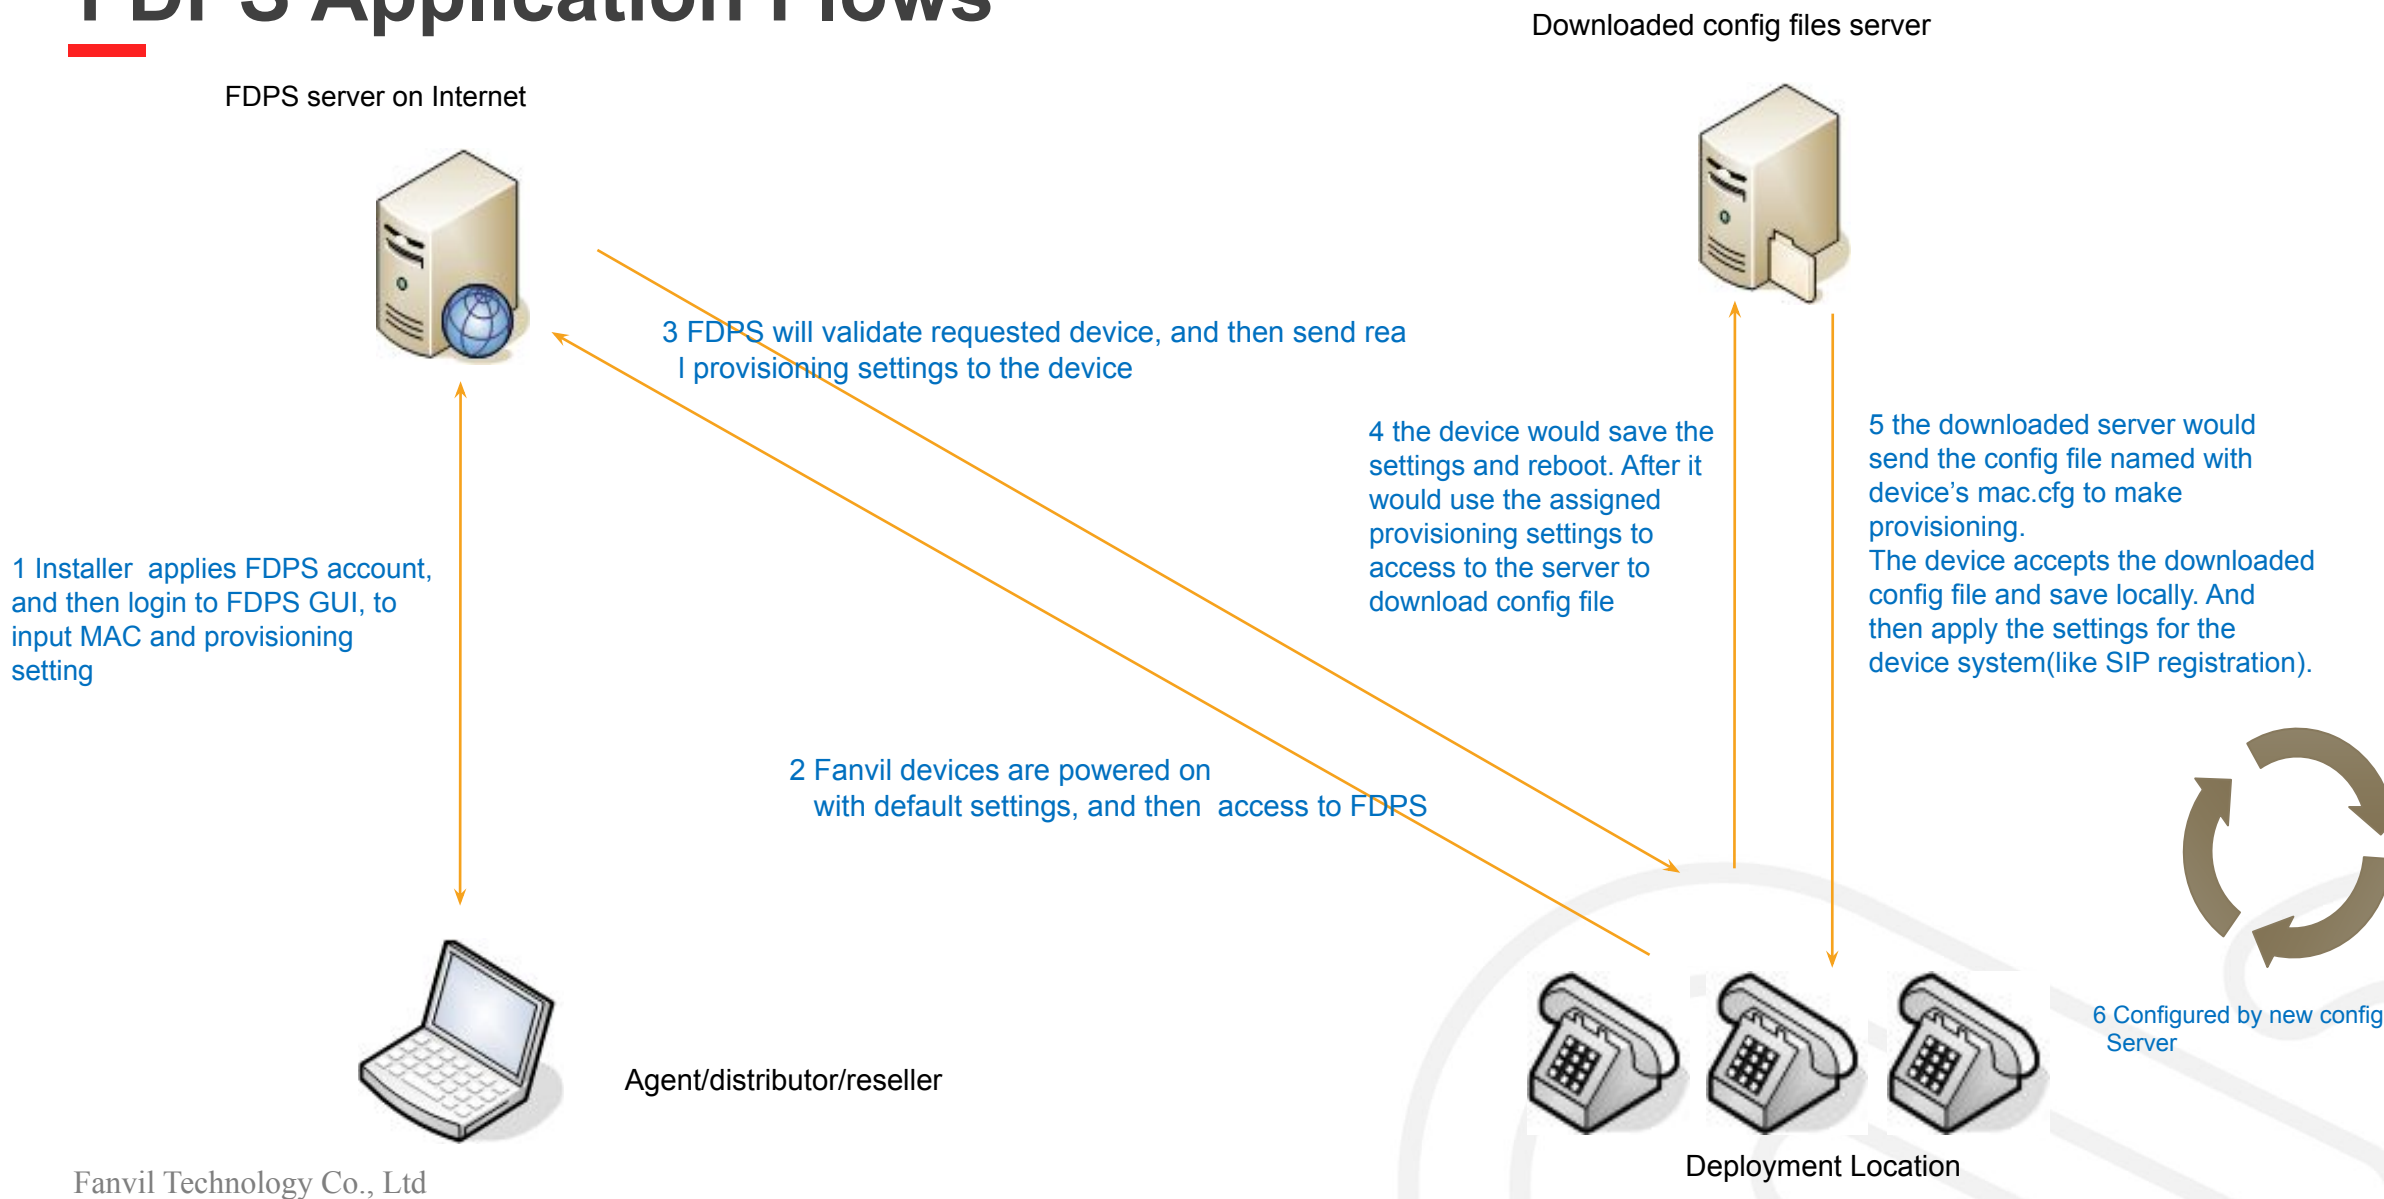 FDPS Application Flows
Downloaded config files server
FDPS server on Internet
3 FDPS will validate requested device, and then send rea
l provisioning settings to the device
4 the device would save the
settings and reboot. After it
would use the assigned
provisioning settings to
access to the server to
download config file
5 the downloaded server would
send the config file named with
device’s mac.cfg to make
provisioning.
The device accepts the downloaded
config file and save locally. And
then apply the settings for the
device system(like SIP registration).
1 Installer  applies FDPS account,
and then login to FDPS GUI, to
input MAC and provisioning
setting
2 Fanvil devices are powered on
with default settings, and then  access to FDPS
6 Configured by new config
Server
Agent/distributor/reseller
Deployment Location
Fanvil Technology Co., Ltd